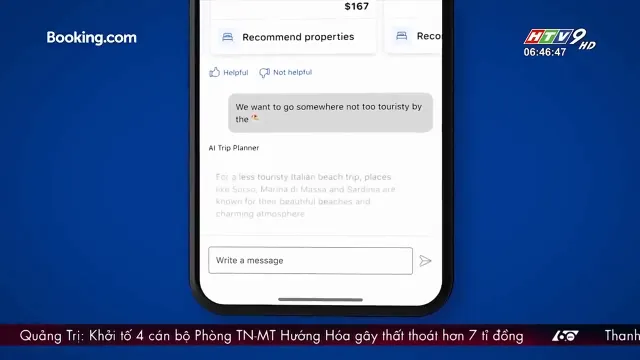 $167
Booking.com
HTV9 HD
06:46:47
Recommend properties
Reco
Helpful
Not helpful
We want to go somewhere not too touristy by
the
AI Trip Planner
For a less touristy Italian beach trip, places
like Sorso, Marina di Massa and Sardinia are
known for their beautiful beaches and
charming atmosphere.
Write a message
Quảng Trị: Khởi tố 4 cán bộ Phòng TN-MT Hướng Hóa gây thất thoát hơn 7 tỉ đồng
60
Thanh